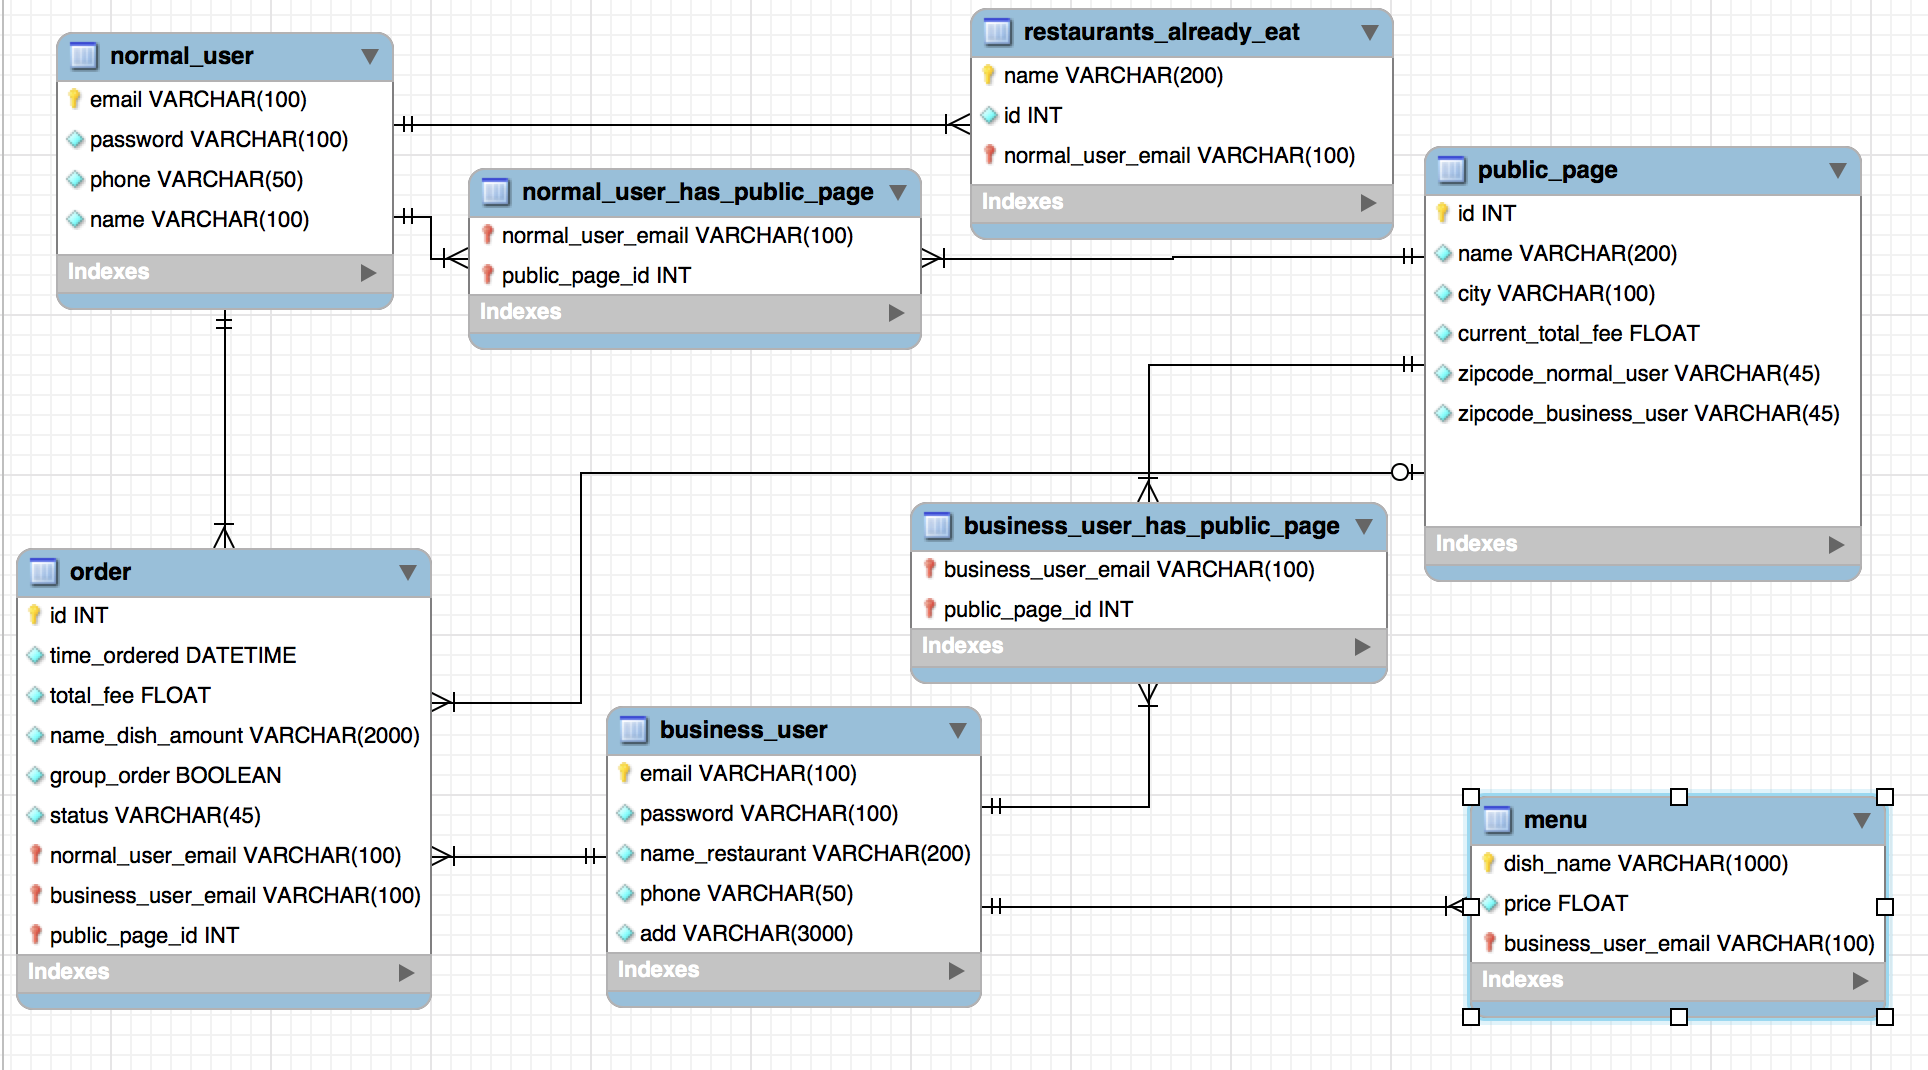 normal_user
email VARCHAR(100)
password VARCHAR(100)
phone VARCHAR(50)
name VARCHAR(100)
Indexes
restaurants_already_eat
name VARCHAR(200)
id INT
normal_user_email VARCHAR(100)
Indexes
normal_user_has_public_page
normal_user_email VARCHAR(100)
public_page_id INT
Indexes
public_page
id INT
name VARCHAR(200)
city VARCHAR(100)
current_total_fee FLOAT
zipcode_normal_user VARCHAR(45)
zipcode_business_user VARCHAR(45)
Indexes
order
id INT
time_ordered DATETIME
total_fee FLOAT
name_dish_amount VARCHAR(2000)
group_order BOOLEAN
status VARCHAR(45)
normal_user_email VARCHAR(100)
business_user_email VARCHAR(100)
public_page_id INT
Indexes
business_user_has_public_page
business_user_email VARCHAR(100)
public_page_id INT
Indexes
business_user
email VARCHAR(100)
password VARCHAR(100)
name_restaurant VARCHAR(200)
phone VARCHAR(50)
add VARCHAR(3000)
Indexes
menu
dish_name VARCHAR(1000)
price FLOAT
business_user_email VARCHAR(100)
Indexes